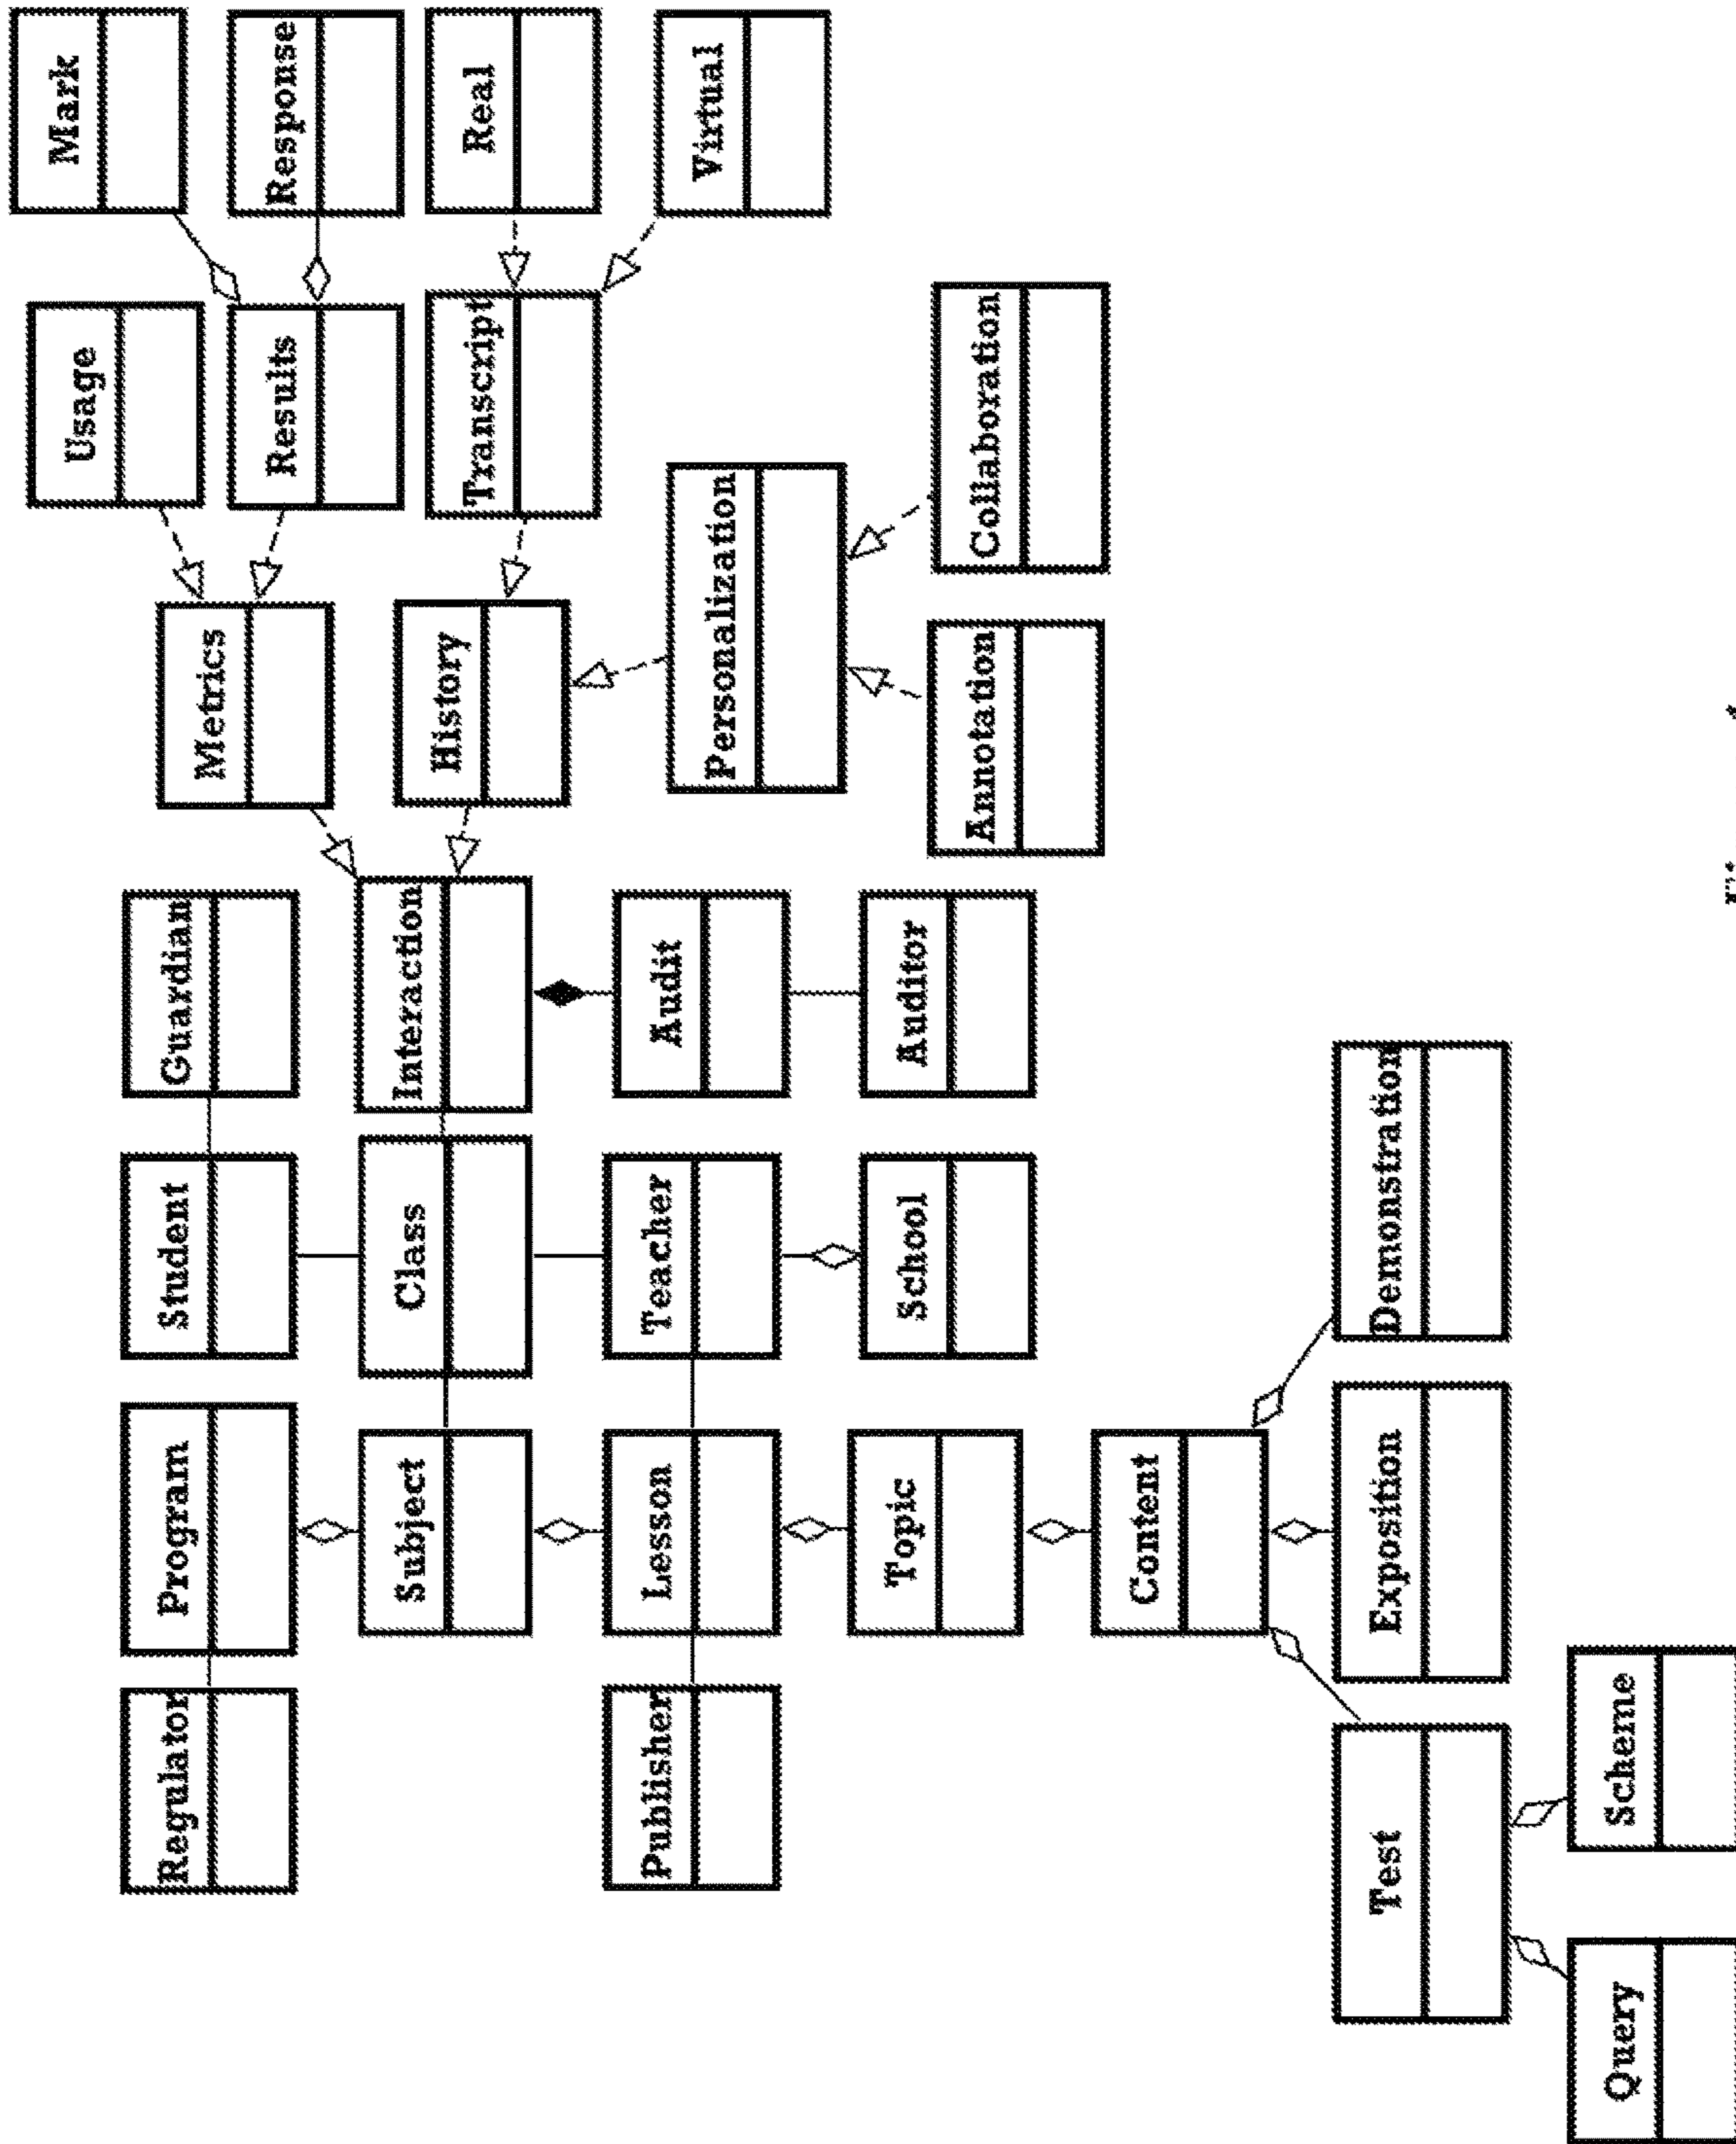 Usage
Mark
Regulator
Program
Student
Guardian
Metrics
Results
Response
Subject
Class
Interaction
History
Transcript
Real
Publisher
Lesson
Teacher
Audit
Personalization
Virtual
Topic
School
Auditor
Annotation
Collaboration
Content
Test
Exposition
Demonstration
Query
Scheme